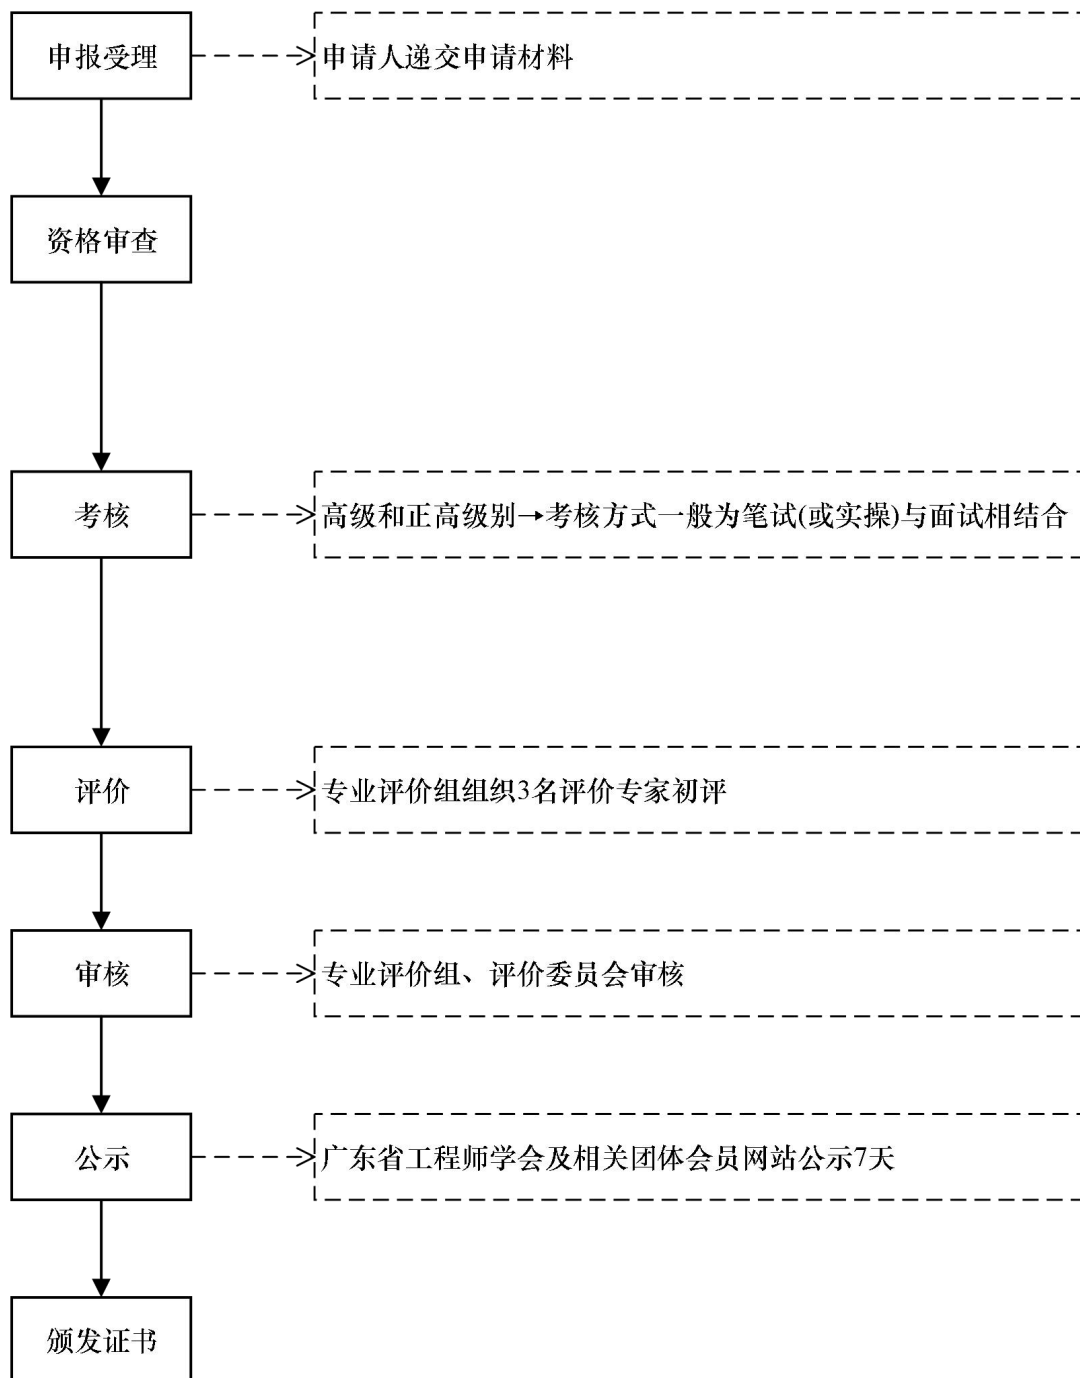 申报受理
申请人递交申请材料
资格审查
考核
高级和正高级别→考核方式一般为笔试(或实操)与面试相结合
评价
专业评价组组织3名评价专家初评
审核
专业评价组、评价委员会审核
公示
广东省工程师学会及相关团体会员网站公示7天
颁发证书